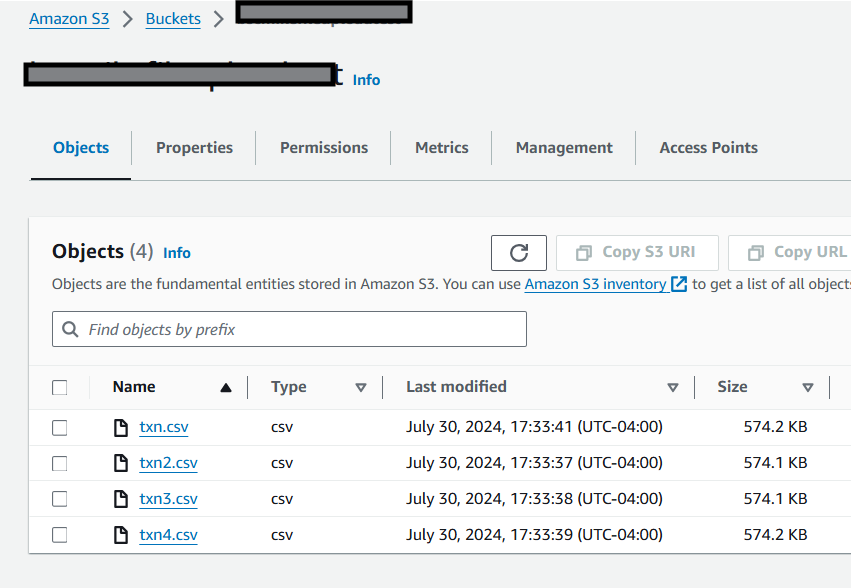 Amazon S3 > Buckets >
Info
Objects Properties Permissions Metrics Management Access Points
Objects (4) Info Copy S3 URI Copy URL
Objects are the fundamental entities stored in Amazon S3. You can use Amazon S3 inventory to get a list of all objects
Find objects by prefix
Name Type Last modified Size
txn.csv csv July 30, 2024, 17:33:41 (UTC-04:00) 574.2 KB
txn2.csv csv July 30, 2024, 17:33:37 (UTC-04:00) 574.1 KB
txn3.csv csv July 30, 2024, 17:33:38 (UTC-04:00) 574.1 KB
txn4.csv csv July 30, 2024, 17:33:39 (UTC-04:00) 574.2 KB